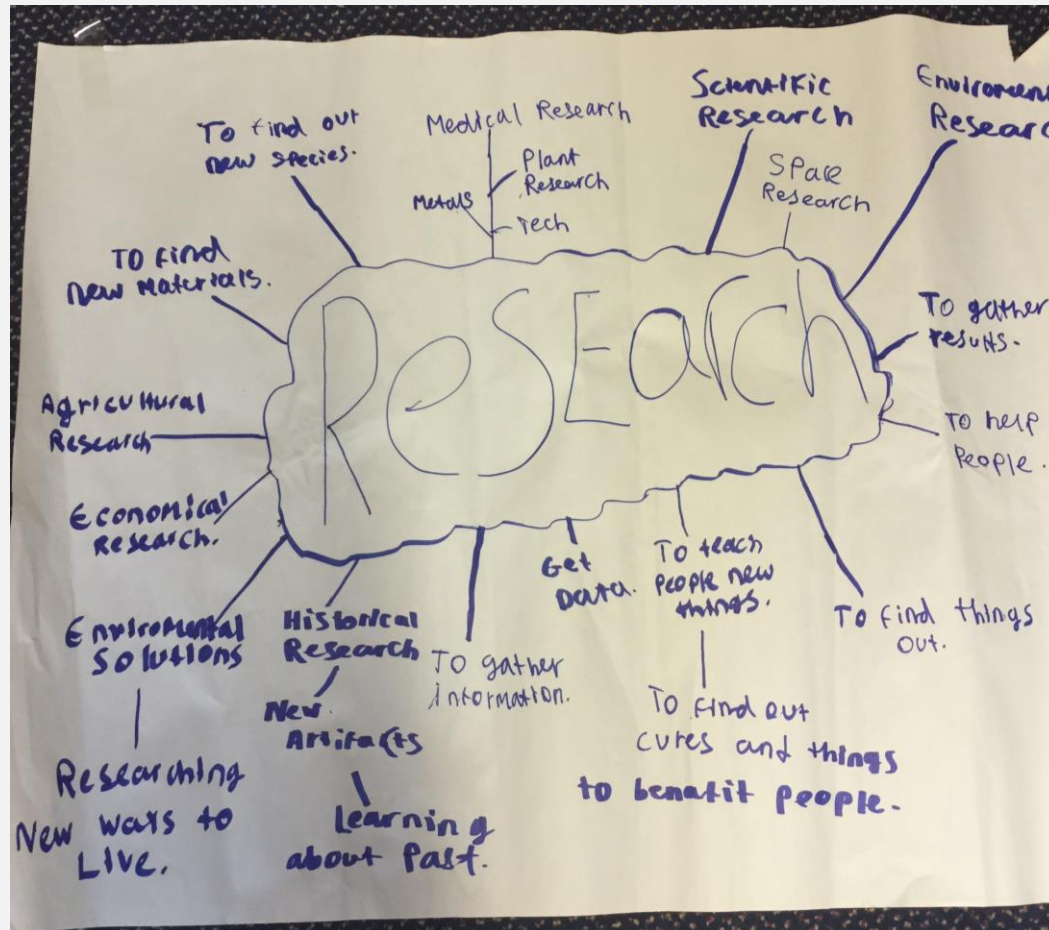 To find out
new species.
Medical Research
Plant
Research
Metals
Tech
Scientific
Research
Space
Research
Enviromen
Researc
To find
new Materials.
ReSEarch
To gather
results.
Agricultural
Research
To help
People.
Economical
Research.
Enviromental
Solutions
Researching
New ways to
Live.
Historical
Research
New
Artifacts
Learning
about Past.
To gather
information.
Get
Data.
To teach
People new
things.
To find out
cures and things
to benafit people.
To find things
out.